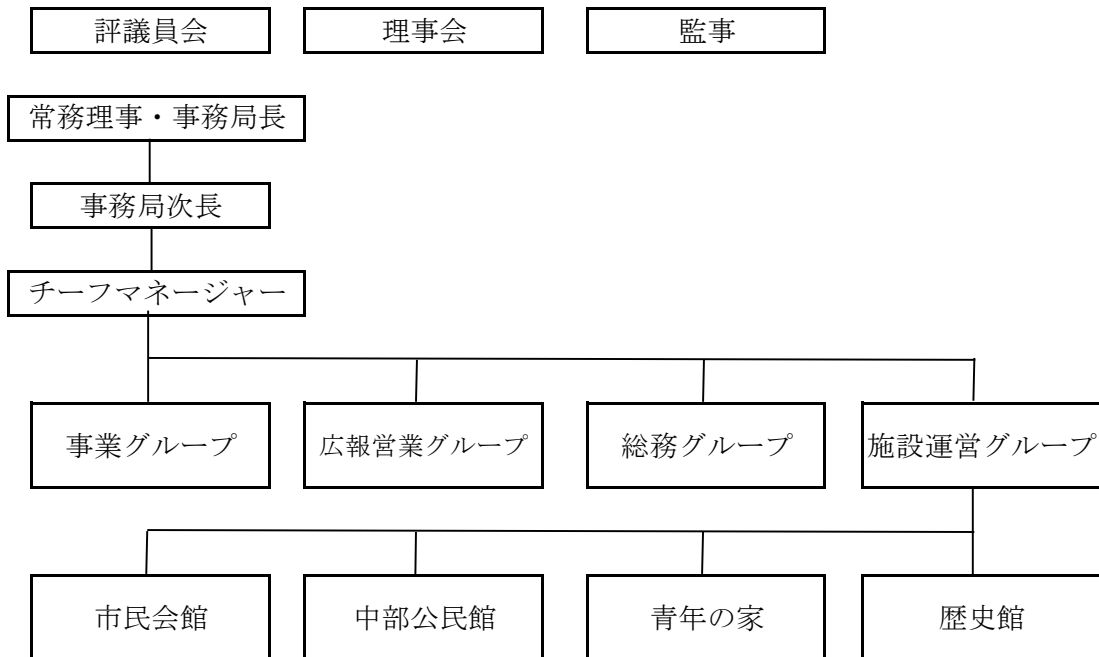 評議員会
理事会
監事
常務理事・事務局長
事務局次長
チーフマネージャー
事業グループ
広報営業グループ
総務グループ
施設運営グループ
市民会館
中部公民館
青年の家
歴史館